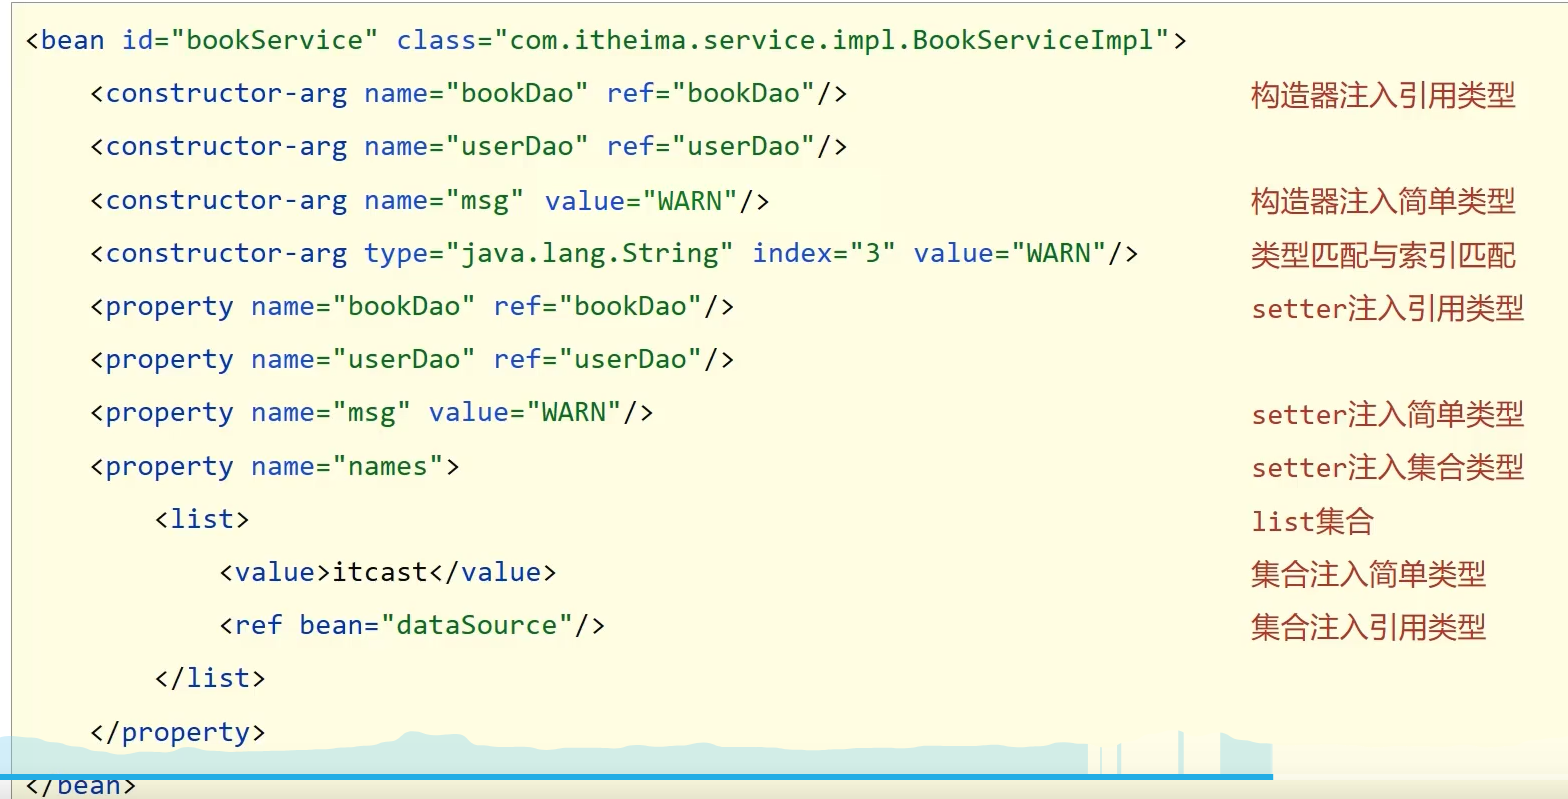 <bean id="bookService" class="com.itheima.service.impl.BookServiceImpl">
<constructor-arg name="bookDao" ref="bookDao"/> 构造器注入引用类型
<constructor-arg name="userDao" ref="userDao"/>
<constructor-arg name="msg" value="WARN"/> 构造器注入简单类型
<constructor-arg type="java.lang.String" index="3" value="WARN"/> 类型匹配与索引匹配
<property name="bookDao" ref="bookDao"/> setter注入引用类型
<property name="userDao" ref="userDao"/>
<property name="msg" value="WARN"/> setter注入简单类型
<property name="names"> setter注入集合类型
<list> list集合
<value>itcast</value> 集合注入简单类型
<ref bean="dataSource"/> 集合注入引用类型
</list>
</property>
</bean>